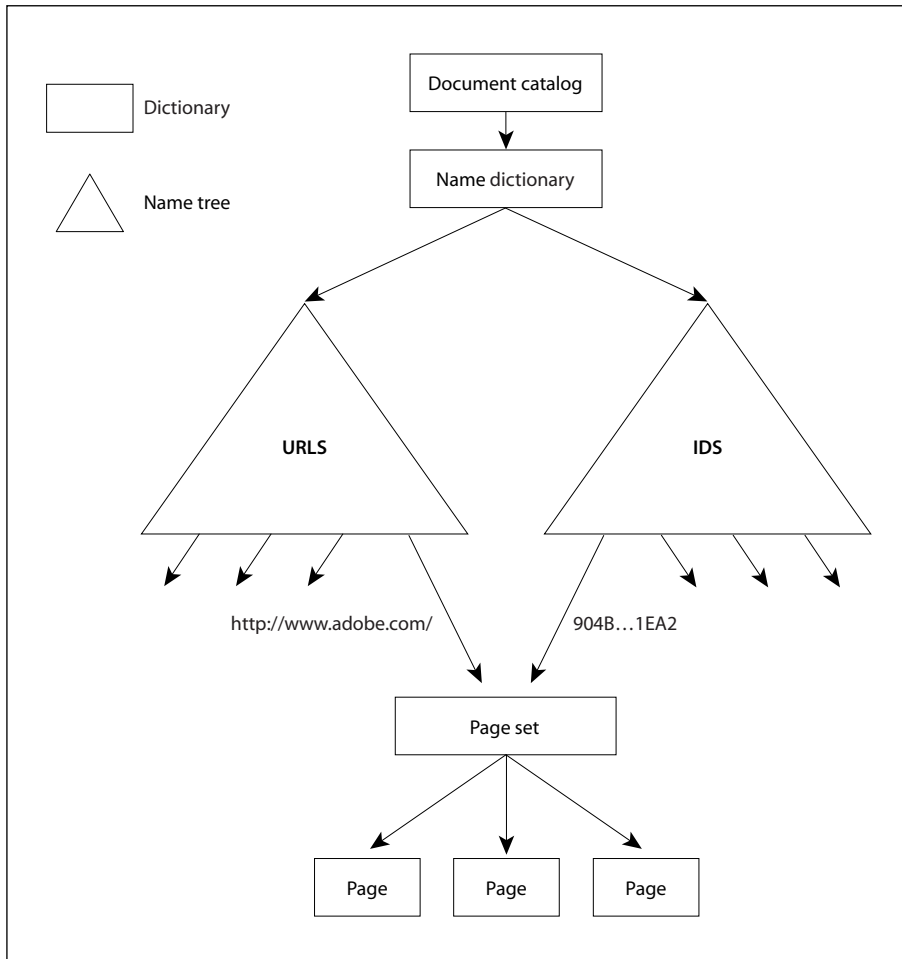 Document catalog
Dictionary
Name dictionary
Name tree
URLS
IDS
http://www.adobe.com/
904B…1EA2
Page set
Page
Page
Page